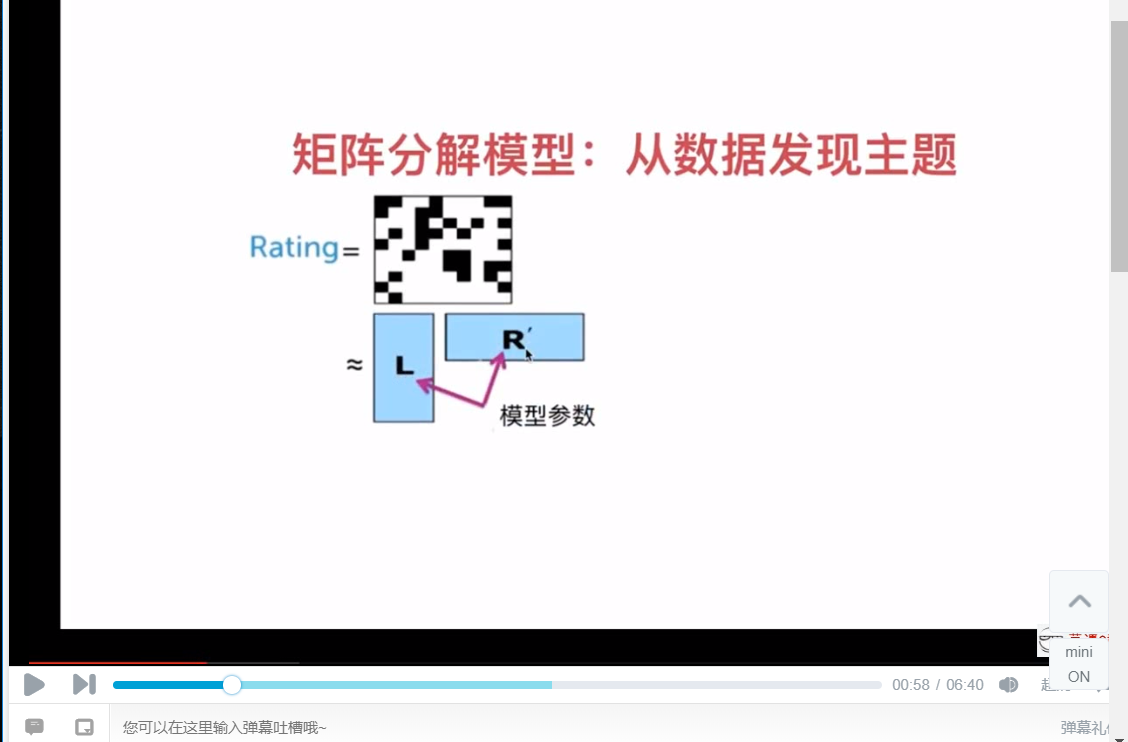 矩阵分解模型：从数据发现主题
Rating=
≈ L R′
模型参数
mini
00:58 / 06:40
ON
您可以在这里输入弹幕吐槽哦~
弹幕礼